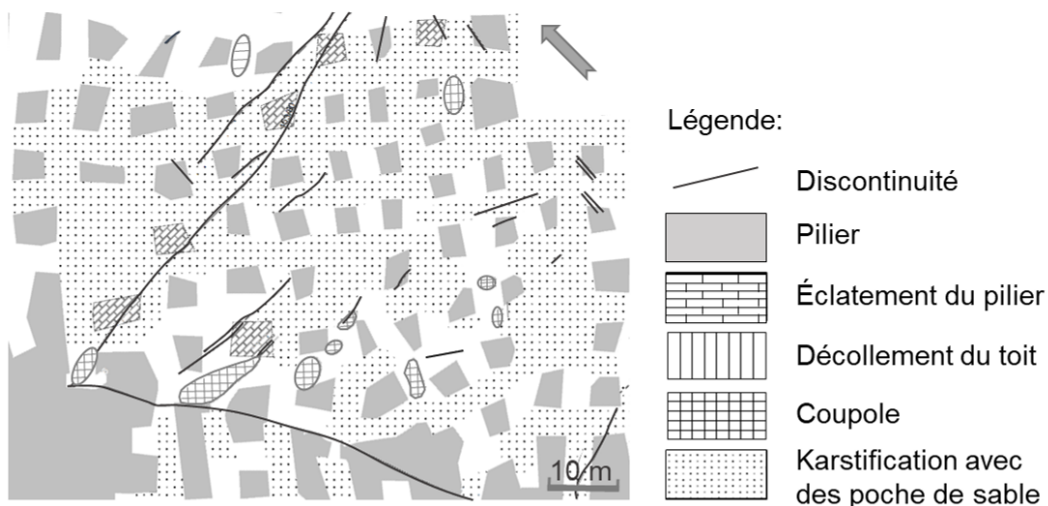 Légende:
Discontinuité
Pilier
Éclatement du pilier
Décollement du toit
Coupole
Karstification avec
des poche de sable
10 m